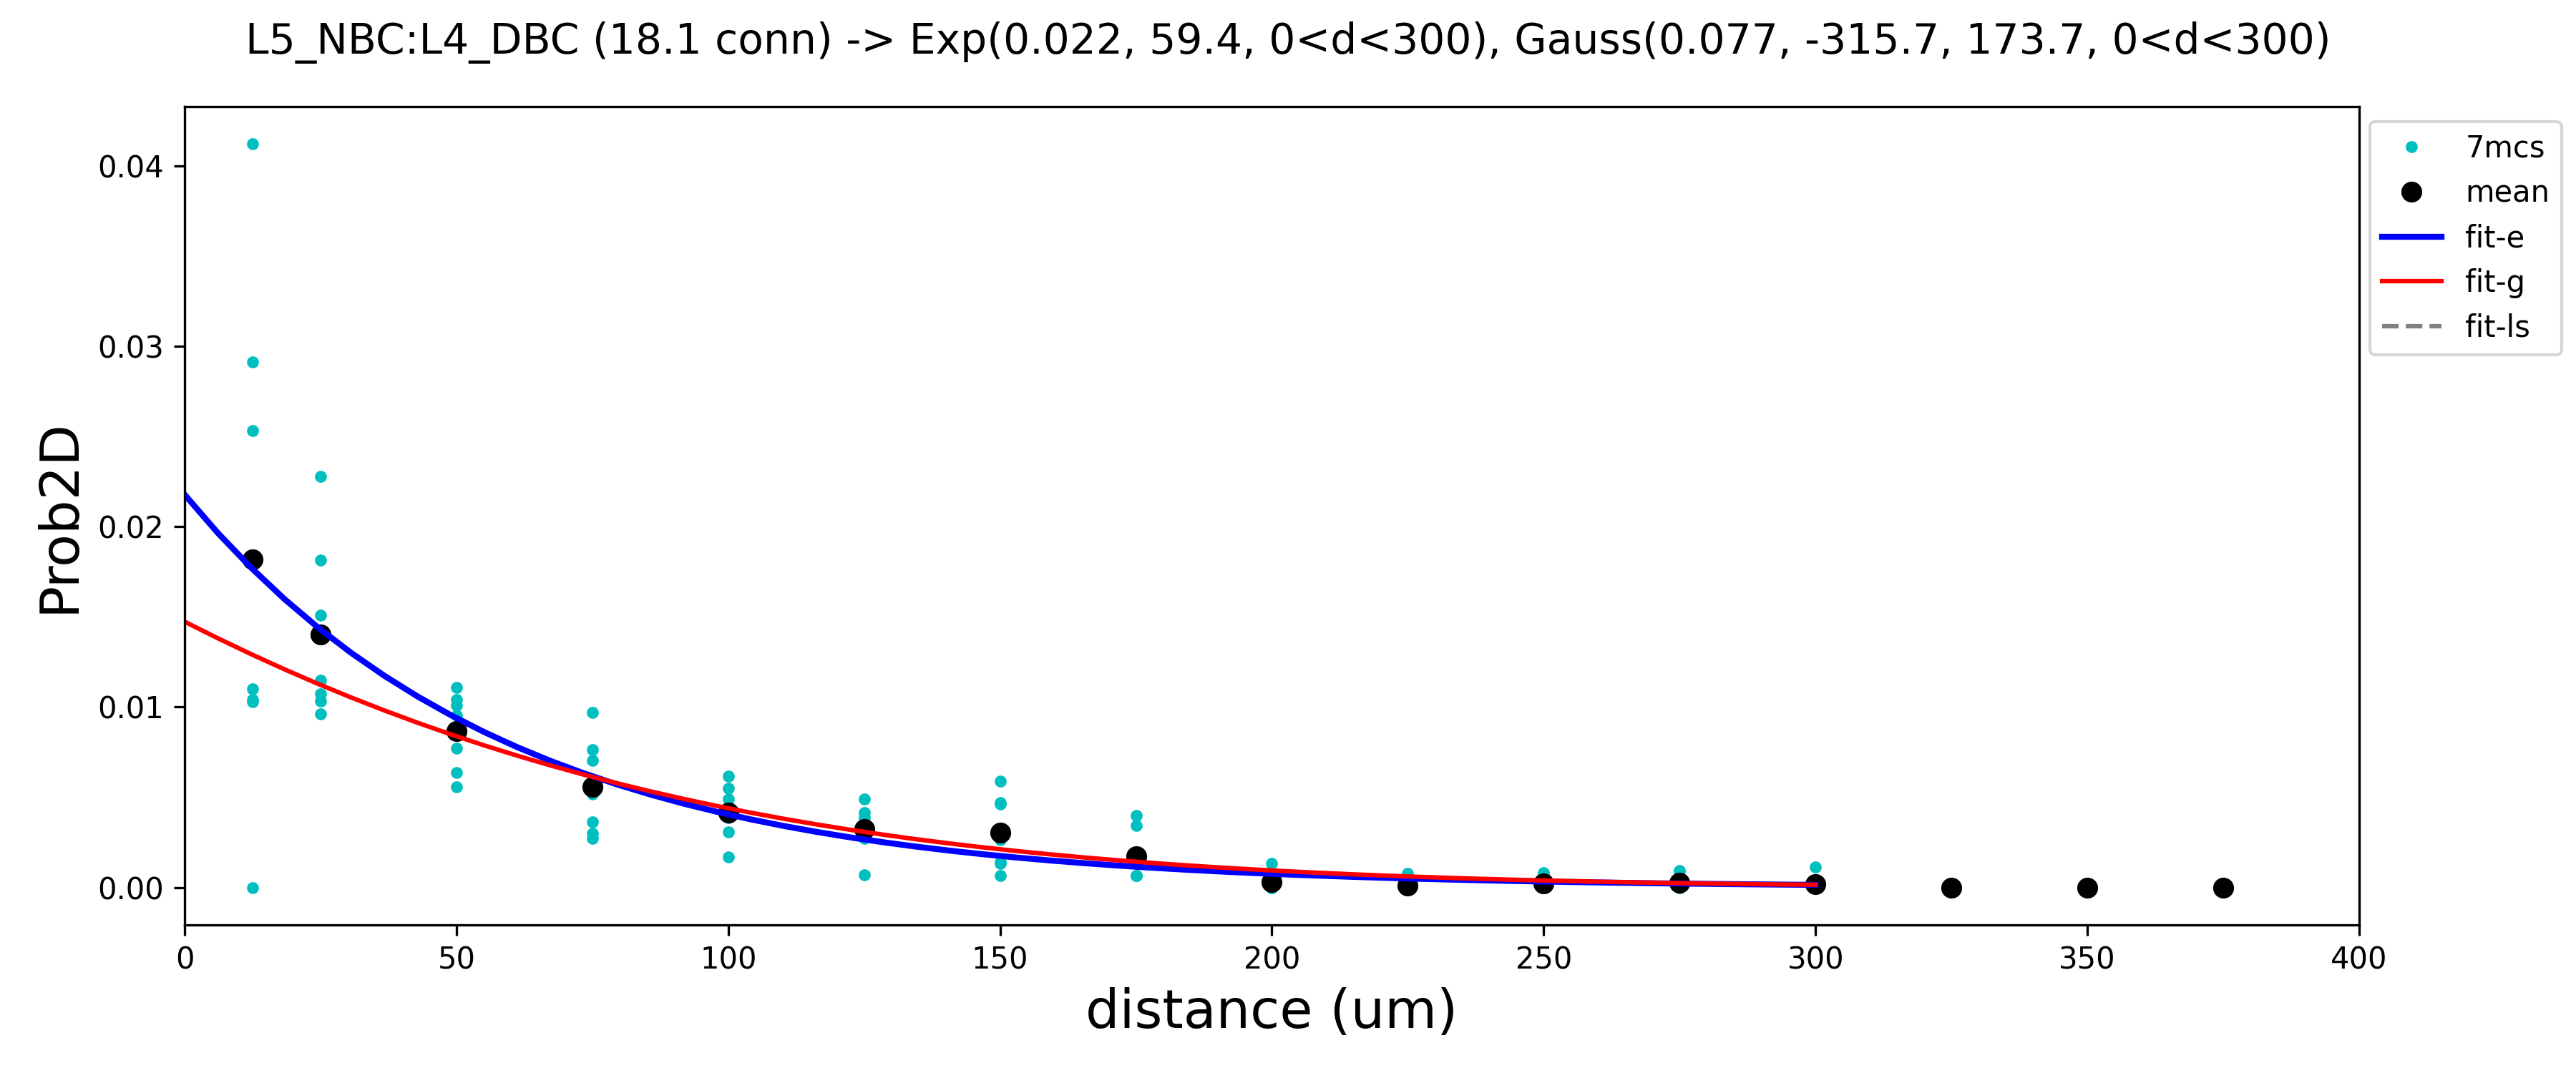 L5_NBC:L4_DBC (18.1 conn) -> Exp(0.022, 59.4, 0<d<300), Gauss(0.077, -315.7, 173.7, 0<d<300)
7mcs
mean
fit-e
fit-g
fit-ls
Prob2D
0.04
0.03
0.02
0.01
0.00
0 50 100 150 200 250 300 350 400
distance (um)